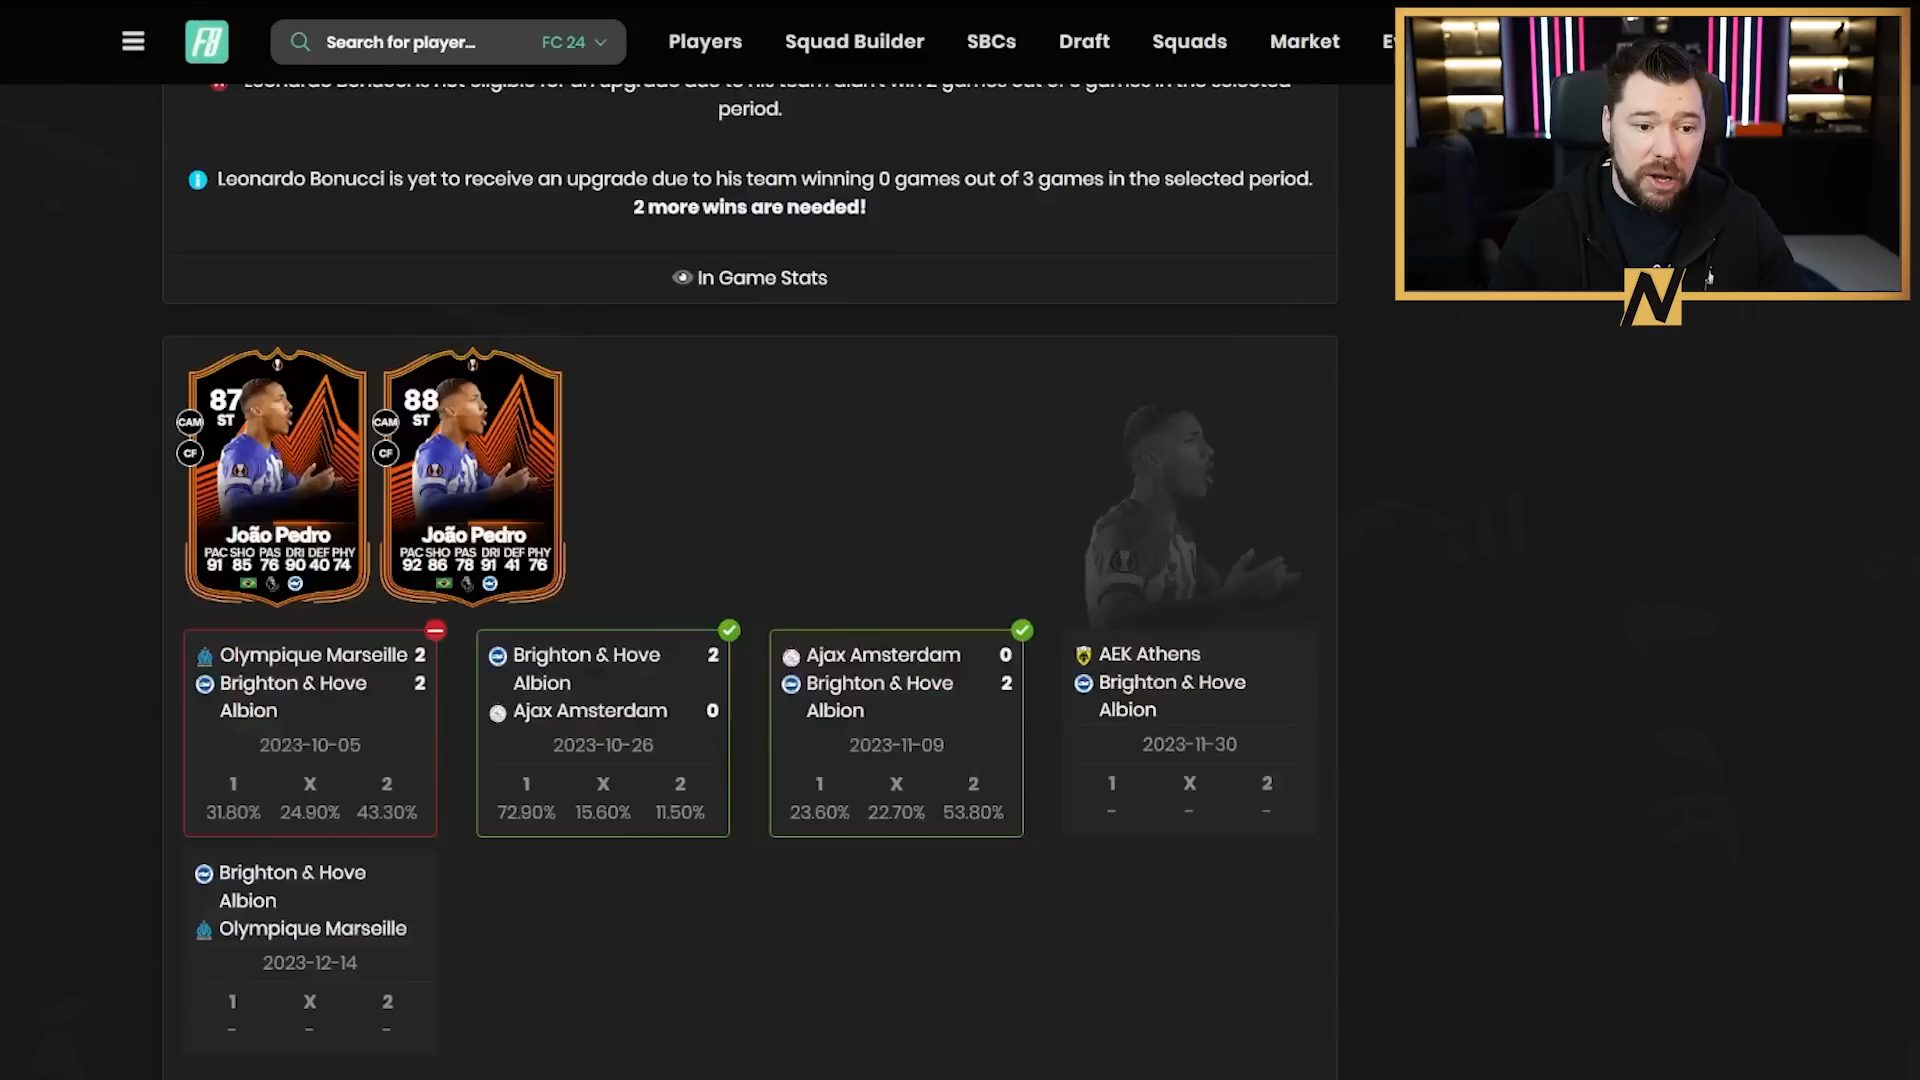 Search for player...
FC 24
Players
Squad Builder
SBCs
Draft
Squads
Market
period.
Leonardo Bonucci is yet to receive an upgrade due to his team winning 0 games out of 3 games in the selected period.
2 more wins are needed!
In Game Stats
87
ST
CAM
CF
João Pedro
PAC SHO PAS DRI DEF PHY
91 85 76 90 40 74
88
ST
CAM
CF
João Pedro
PAC SHO PAS DRI DEF PHY
92 86 78 91 41 76
Olympique Marseille 2
Brighton & Hove 2
Albion
2023-10-05
1 X 2
31.80% 24.90% 43.30%
Brighton & Hove 2
Albion
Ajax Amsterdam 0
2023-10-26
1 X 2
72.90% 15.60% 11.50%
Ajax Amsterdam 0
Brighton & Hove 2
Albion
2023-11-09
1 X 2
23.60% 22.70% 53.80%
AEK Athens
Brighton & Hove
Albion
2023-11-30
1 X 2
- - -
Brighton & Hove
Albion
Olympique Marseille
2023-12-14
1 X 2
- - -
N